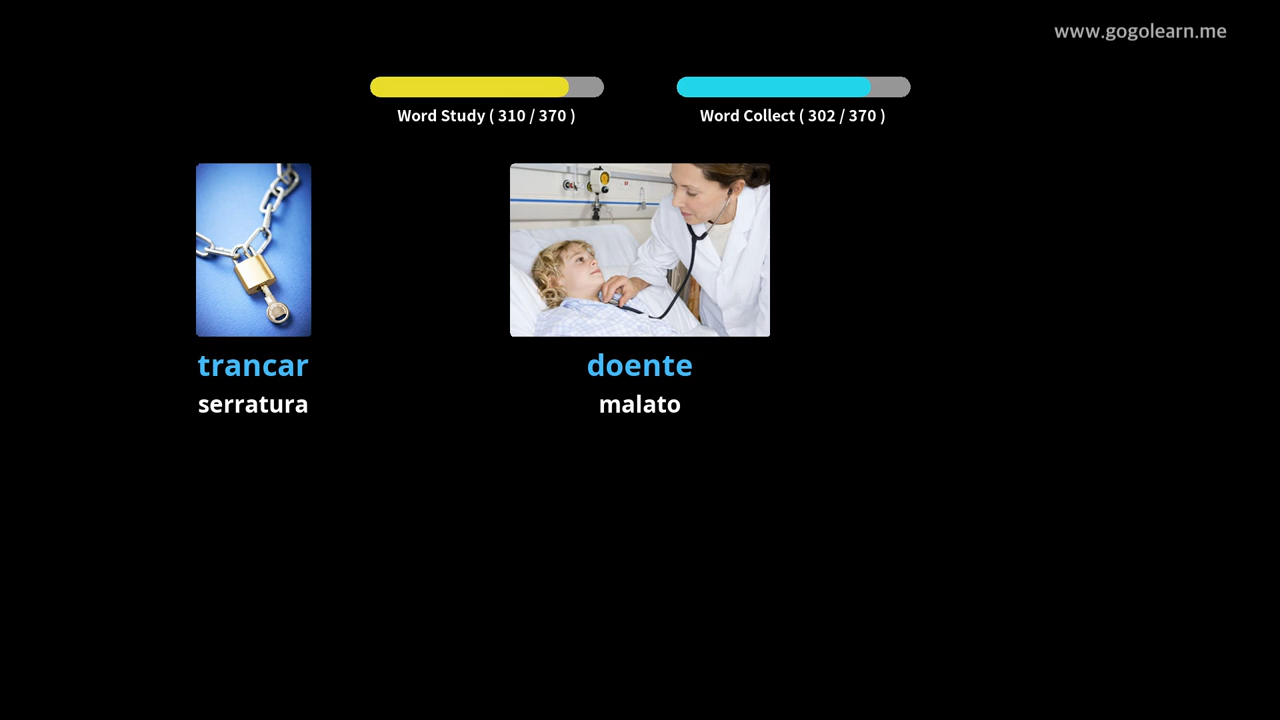 www.gogolearn.me
Word Study ( 310 / 370 )
Word Collect ( 302 / 370 )
trancar
serratura
doente
malato